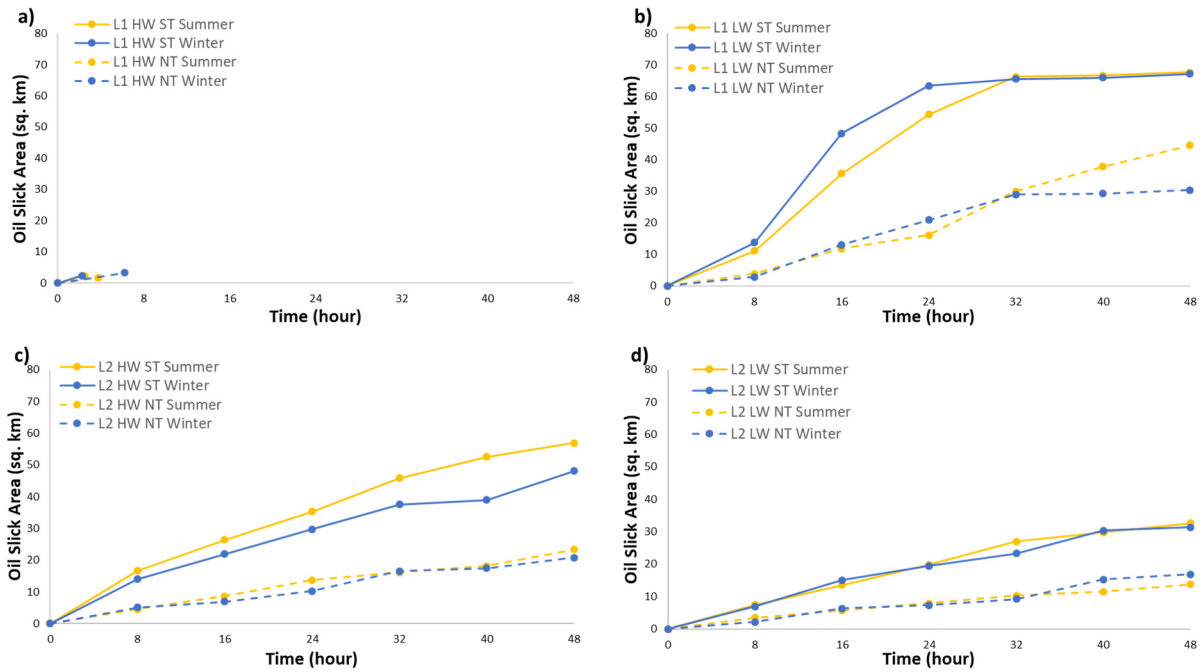 a)
L1 HW ST Summer
L1 HW ST Winter
L1 HW NT Summer
L1 HW NT Winter
Oil Slick Area (sq. km)
80
70
60
50
40
30
20
10
0
0 8 16 24 32 40 48
Time (hour)
b)
L1 LW ST Summer
L1 LW ST Winter
L1 LW NT Summer
L1 LW NT Winter
Oil Slick Area (sq. km)
80
70
60
50
40
30
20
10
0
0 8 16 24 32 40 48
Time (hour)
c)
L2 HW ST Summer
L2 HW ST Winter
L2 HW NT Summer
L2 HW NT Winter
Oil Slick Area (sq. km)
80
70
60
50
40
30
20
10
0
0 8 16 24 32 40 48
Time (hour)
d)
L2 LW ST Summer
L2 LW ST Winter
L2 LW NT Summer
L2 LW NT Winter
Oil Slick Area (sq. km)
80
70
60
50
40
30
20
10
0
0 8 16 24 32 40 48
Time (hour)